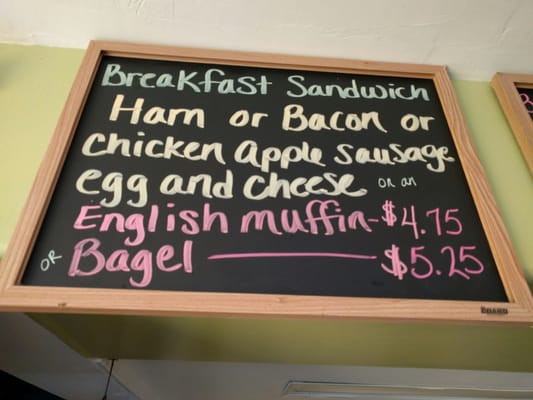 Breakfast Sandwich
Ham or Bacon or
Chicken Apple Sausage
egg and cheese or an
English muffin - $4.75
OR Bagel — $5.25